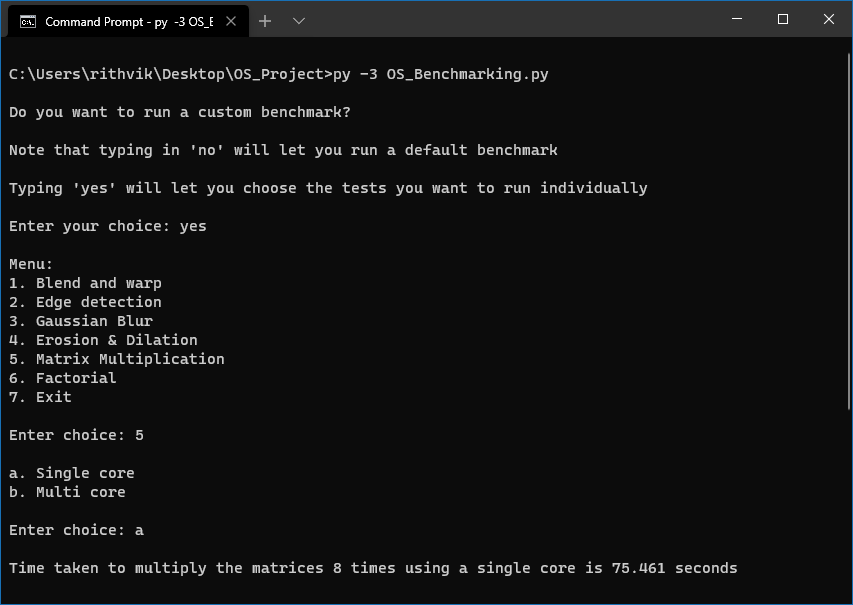 Command Prompt - py -3 OS_E
C:\Users\rithvik\Desktop\OS_Project>py -3 OS_Benchmarking.py
Do you want to run a custom benchmark?
Note that typing in 'no' will let you run a default benchmark
Typing 'yes' will let you choose the tests you want to run individually
Enter your choice: yes
Menu:
1. Blend and warp
2. Edge detection
3. Gaussian Blur
4. Erosion & Dilation
5. Matrix Multiplication
6. Factorial
7. Exit
Enter choice: 5
a. Single core
b. Multi core
Enter choice: a
Time taken to multiply the matrices 8 times using a single core is 75.461 seconds